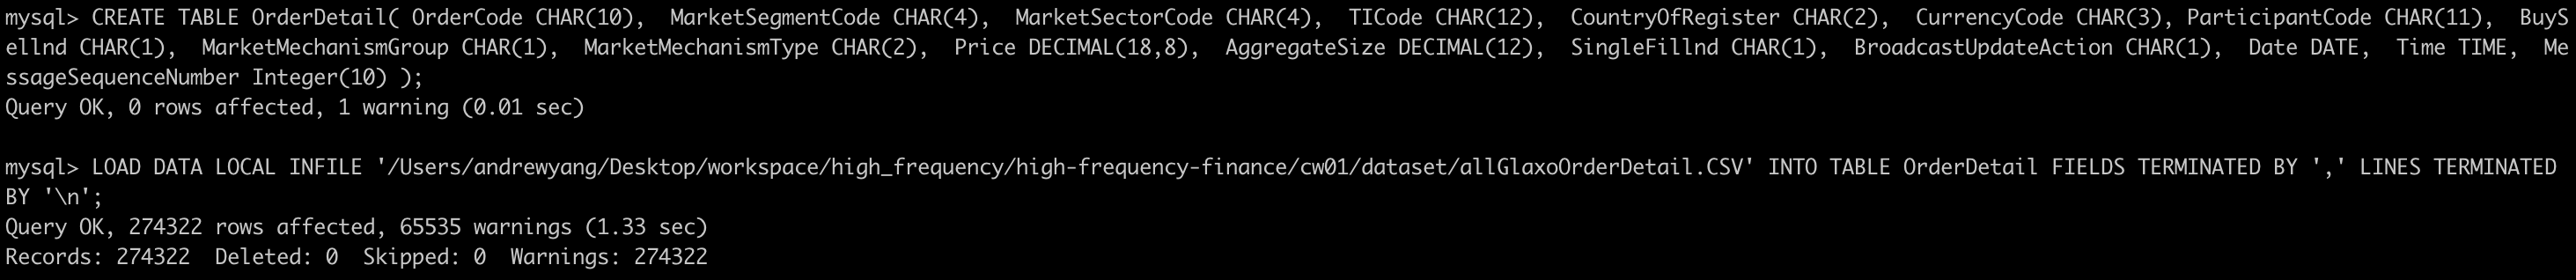 mysql> CREATE TABLE OrderDetail( OrderCode CHAR(10),  MarketSegmentCode CHAR(4),  MarketSectorCode CHAR(4),  TICode CHAR(12),  CountryOfRegister CHAR(2),  CurrencyCode CHAR(3), ParticipantCode CHAR(11),  BuyS
ellnd CHAR(1),  MarketMechanismGroup CHAR(1),  MarketMechanismType CHAR(2),  Price DECIMAL(18,8),  AggregateSize DECIMAL(12),  SingleFillnd CHAR(1),  BroadcastUpdateAction CHAR(1),  Date DATE,  Time TIME,  Me
ssageSequenceNumber Integer(10) );
Query OK, 0 rows affected, 1 warning (0.01 sec)

mysql> LOAD DATA LOCAL INFILE '/Users/andrewyang/Desktop/workspace/high_frequency/high-frequency-finance/cw01/dataset/allGlaxoOrderDetail.CSV' INTO TABLE OrderDetail FIELDS TERMINATED BY ',' LINES TERMINATED
BY '\n';
Query OK, 274322 rows affected, 65535 warnings (1.33 sec)
Records: 274322  Deleted: 0  Skipped: 0  Warnings: 274322